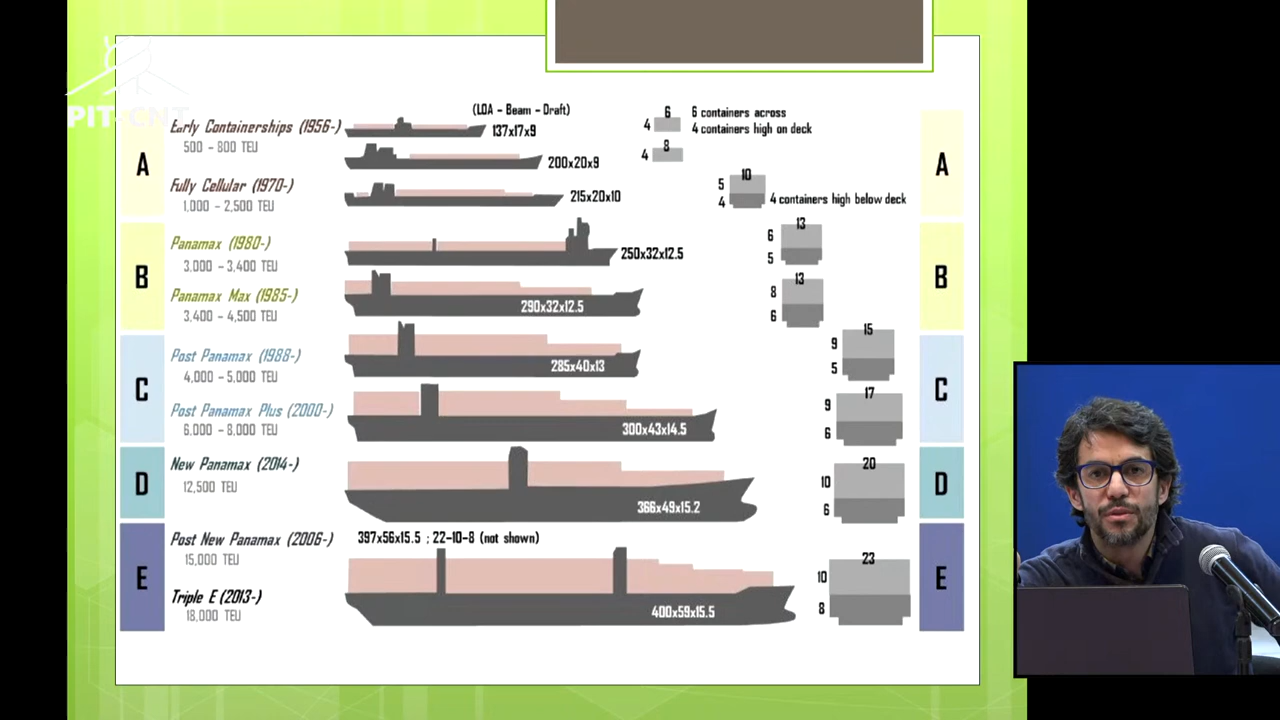 PIT-CNT
(LOA - Beam - Draft)
A
Early Containerships (1956-)
500 - 800 TEU
137x17x9
6
4
6 containers across
4 containers high on deck
A
200x20x9
8
4
Fully Cellular (1970-)
1,000 - 2,500 TEU
215x20x10
10
5
4
4 containers high below deck
B
Panamax (1980-)
3,000 - 3,400 TEU
250x32x12.5
13
6
5
B
Panamax Max (1985-)
3,400 - 4,500 TEU
290x32x12.5
13
8
6
C
Post Panamax (1988-)
4,000 - 5,000 TEU
285x40x13
15
9
5
C
Post Panamax Plus (2000-)
6,000 - 8,000 TEU
300x43x14.5
17
9
6
D
New Panamax (2014-)
12,500 TEU
366x49x15.2
20
10
6
D
E
Post New Panamax (2006-)
15,000 TEU
397x56x15.5 : 22-10-8 (not shown)
E
Triple E (2013-)
18,000 TEU
400x59x15.5
23
10
8